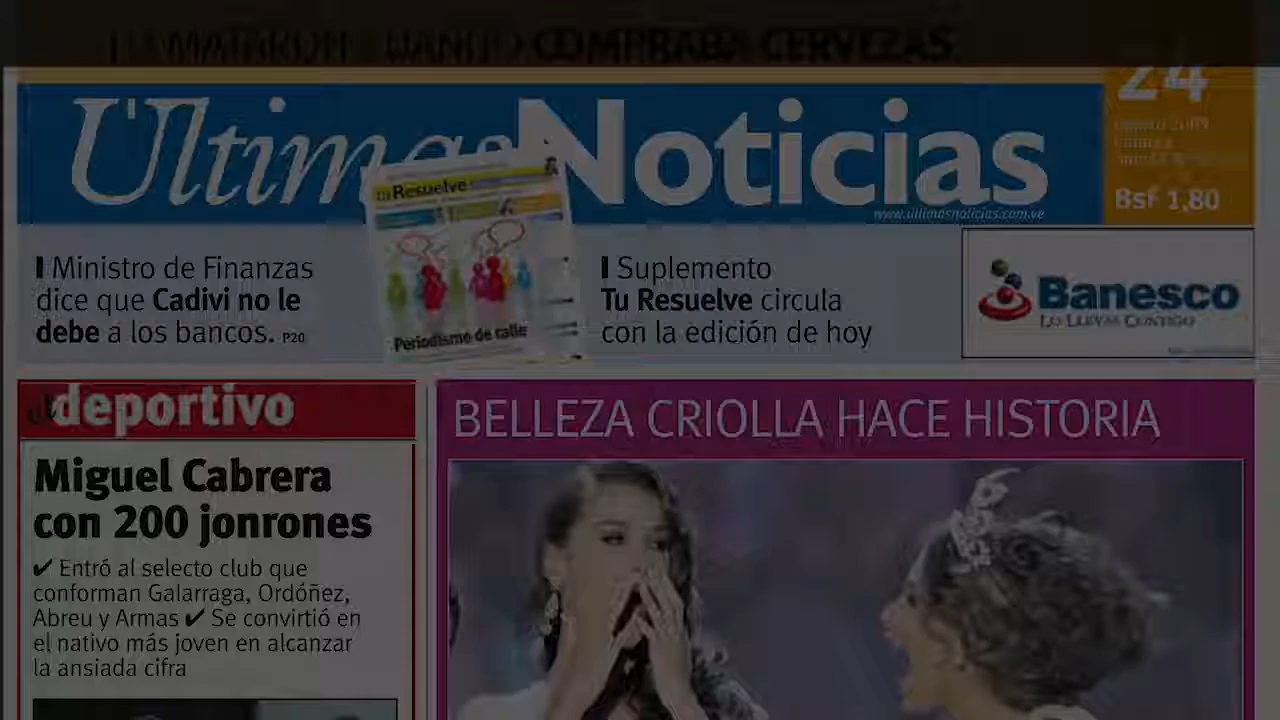 COMPRABA CERVEZAS
Últimas Noticias
www.ultimasnoticias.com.ve
24
Bsf 1,80
Tu Resuelve
Periodismo de calle
Ministro de Finanzas
dice que Cadivi no le
debe a los bancos. P20
Suplemento
Tu Resuelve circula
con la edición de hoy
Banesco
deportivo
Miguel Cabrera
con 200 jonrones
✔ Entró al selecto club que
conforman Galarraga, Ordóñez,
Abreu y Armas ✔ Se convirtió en
el nativo más joven en alcanzar
la ansiada cifra
BELLEZA CRIOLLA HACE HISTORIA